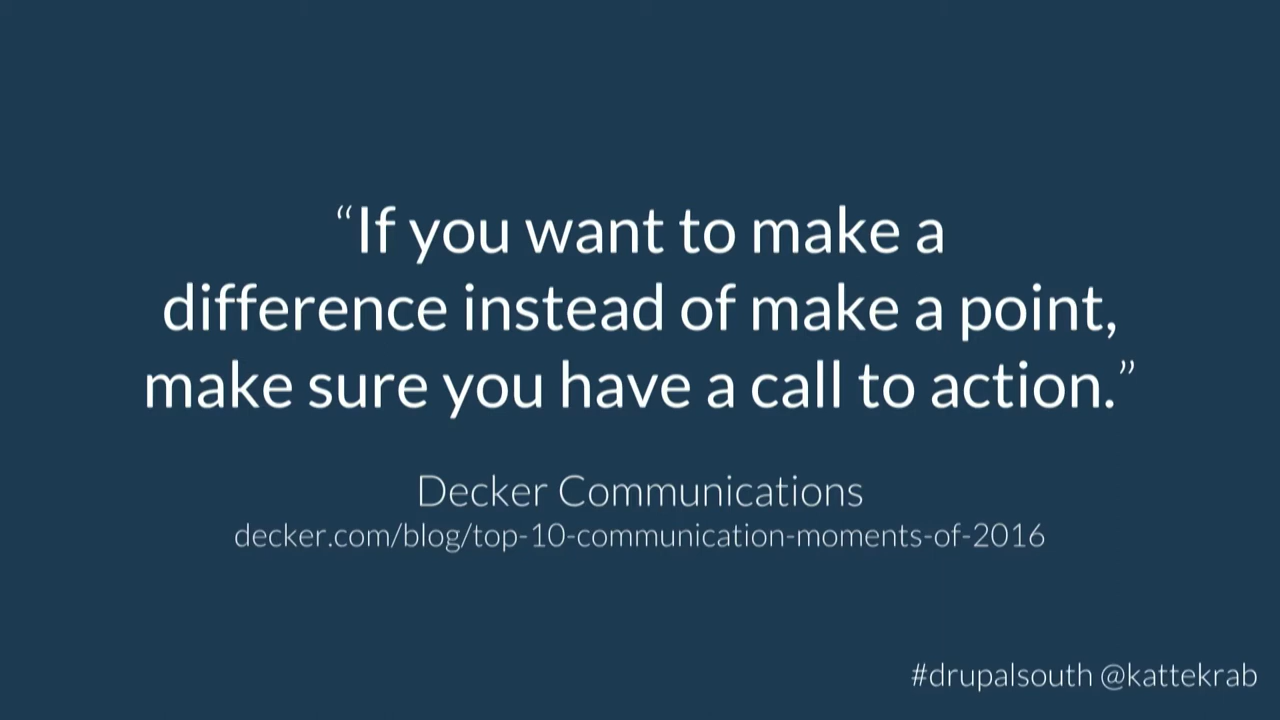 “If you want to make a
difference instead of make a point,
make sure you have a call to action.”
Decker Communications
decker.com/blog/top-10-communication-moments-of-2016
#drupalsouth @kattekrab